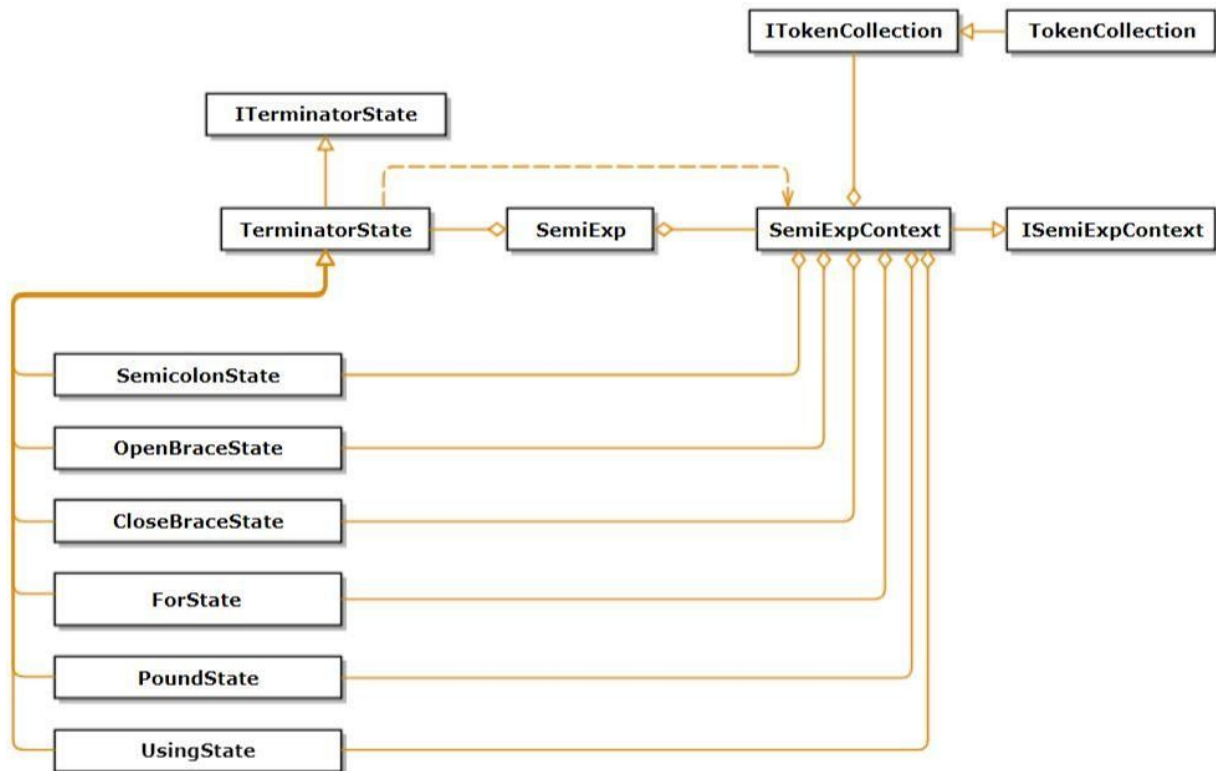 ITokenCollection
TokenCollection
ITerminatorState
TerminatorState
SemiExp
SemiExpContext
ISemiExpContext
SemicolonState
OpenBraceState
CloseBraceState
ForState
PoundState
UsingState